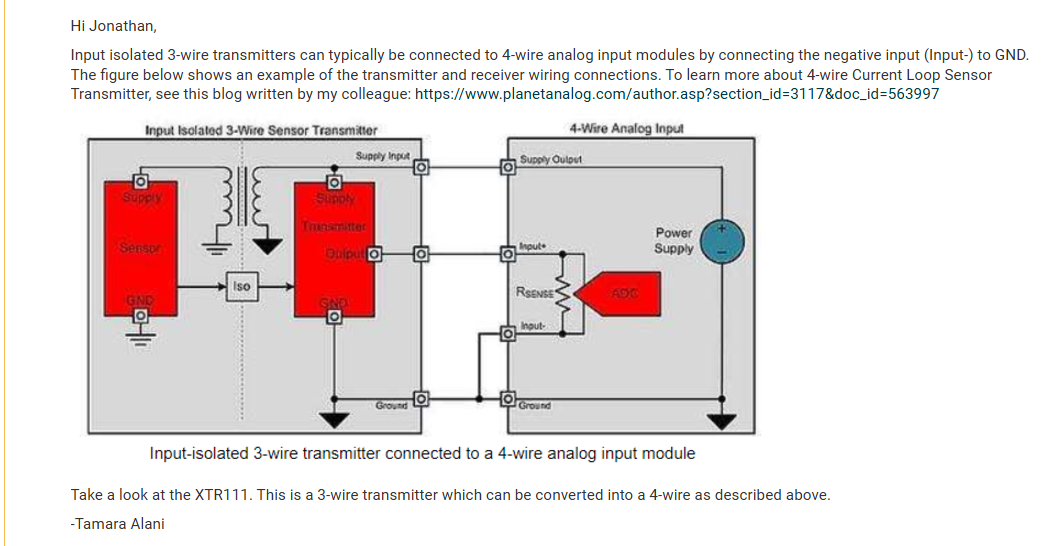 Hi Jonathan,
Input isolated 3-wire transmitters can typically be connected to 4-wire analog input modules by connecting the negative input (Input-) to GND.
The figure below shows an example of the transmitter and receiver wiring connections. To learn more about 4-wire Current Loop Sensor
Transmitter, see this blog written by my colleague: https://www.planetanalog.com/author.asp?section_id=3117&doc_id=563997
Input Isolated 3-Wire Sensor Transmitter
4-Wire Analog Input
Supply Input
Supply Output
Supply
Supply
Transmitter
Power
Supply
Sensor
Output
Input+
Iso
RSENSE
ADC
GND
GND
Input-
Ground
Ground
Input-isolated 3-wire transmitter connected to a 4-wire analog input module
Take a look at the XTR111. This is a 3-wire transmitter which can be converted into a 4-wire as described above.
-Tamara Alani